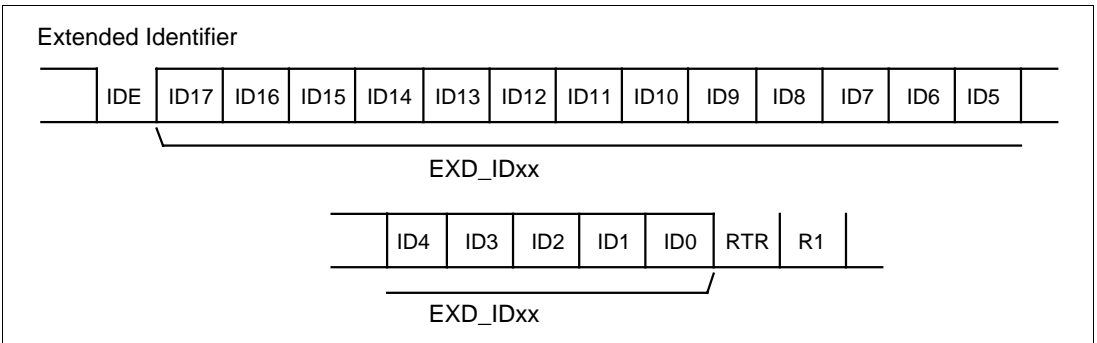 Extended Identifier
IDE ID17 ID16 ID15 ID14 ID13 ID12 ID11 ID10 ID9 ID8 ID7 ID6 ID5
EXD_IDxx
ID4 ID3 ID2 ID1 ID0 RTR R1
EXD_IDxx